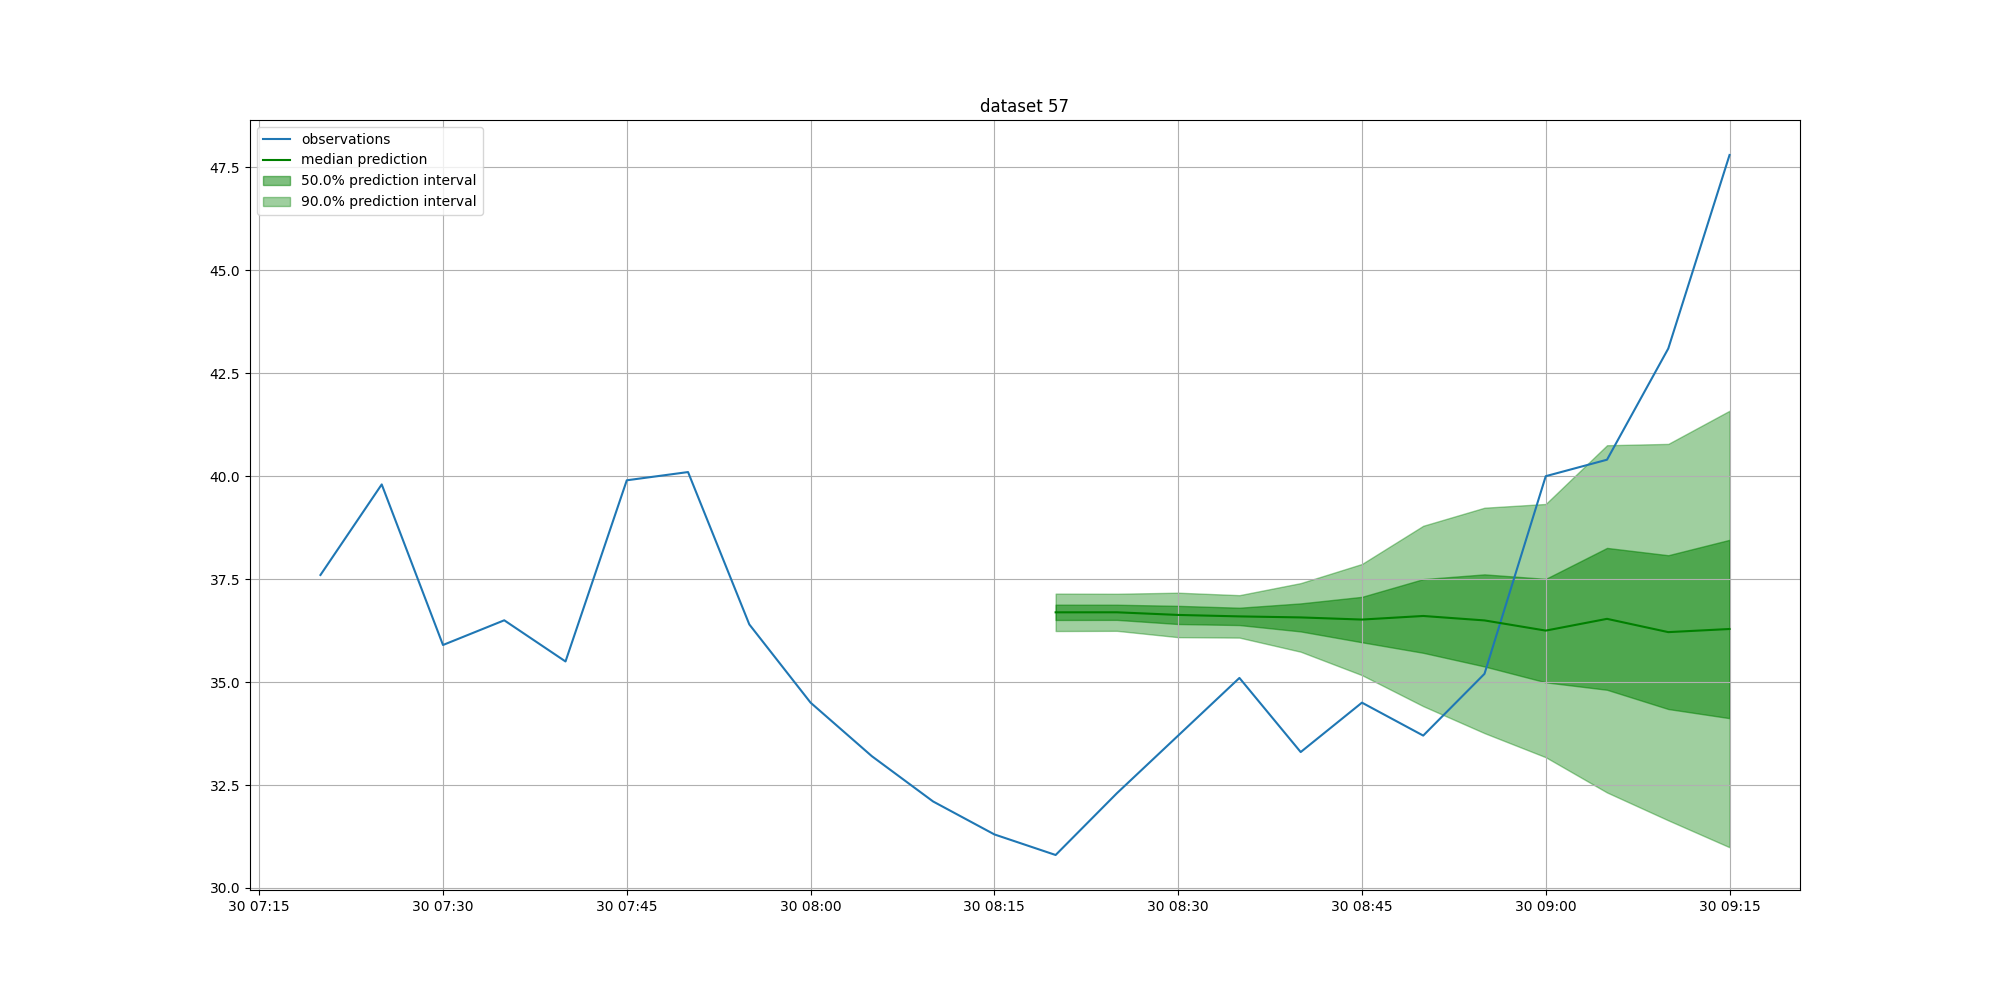 dataset 57
observations
median prediction
50.0% prediction interval
90.0% prediction interval
47.5
45.0
42.5
40.0
37.5
35.0
32.5
30.0
30 07:15 30 07:30 30 07:45 30 08:00 30 08:15 30 08:30 30 08:45 30 09:00 30 09:15